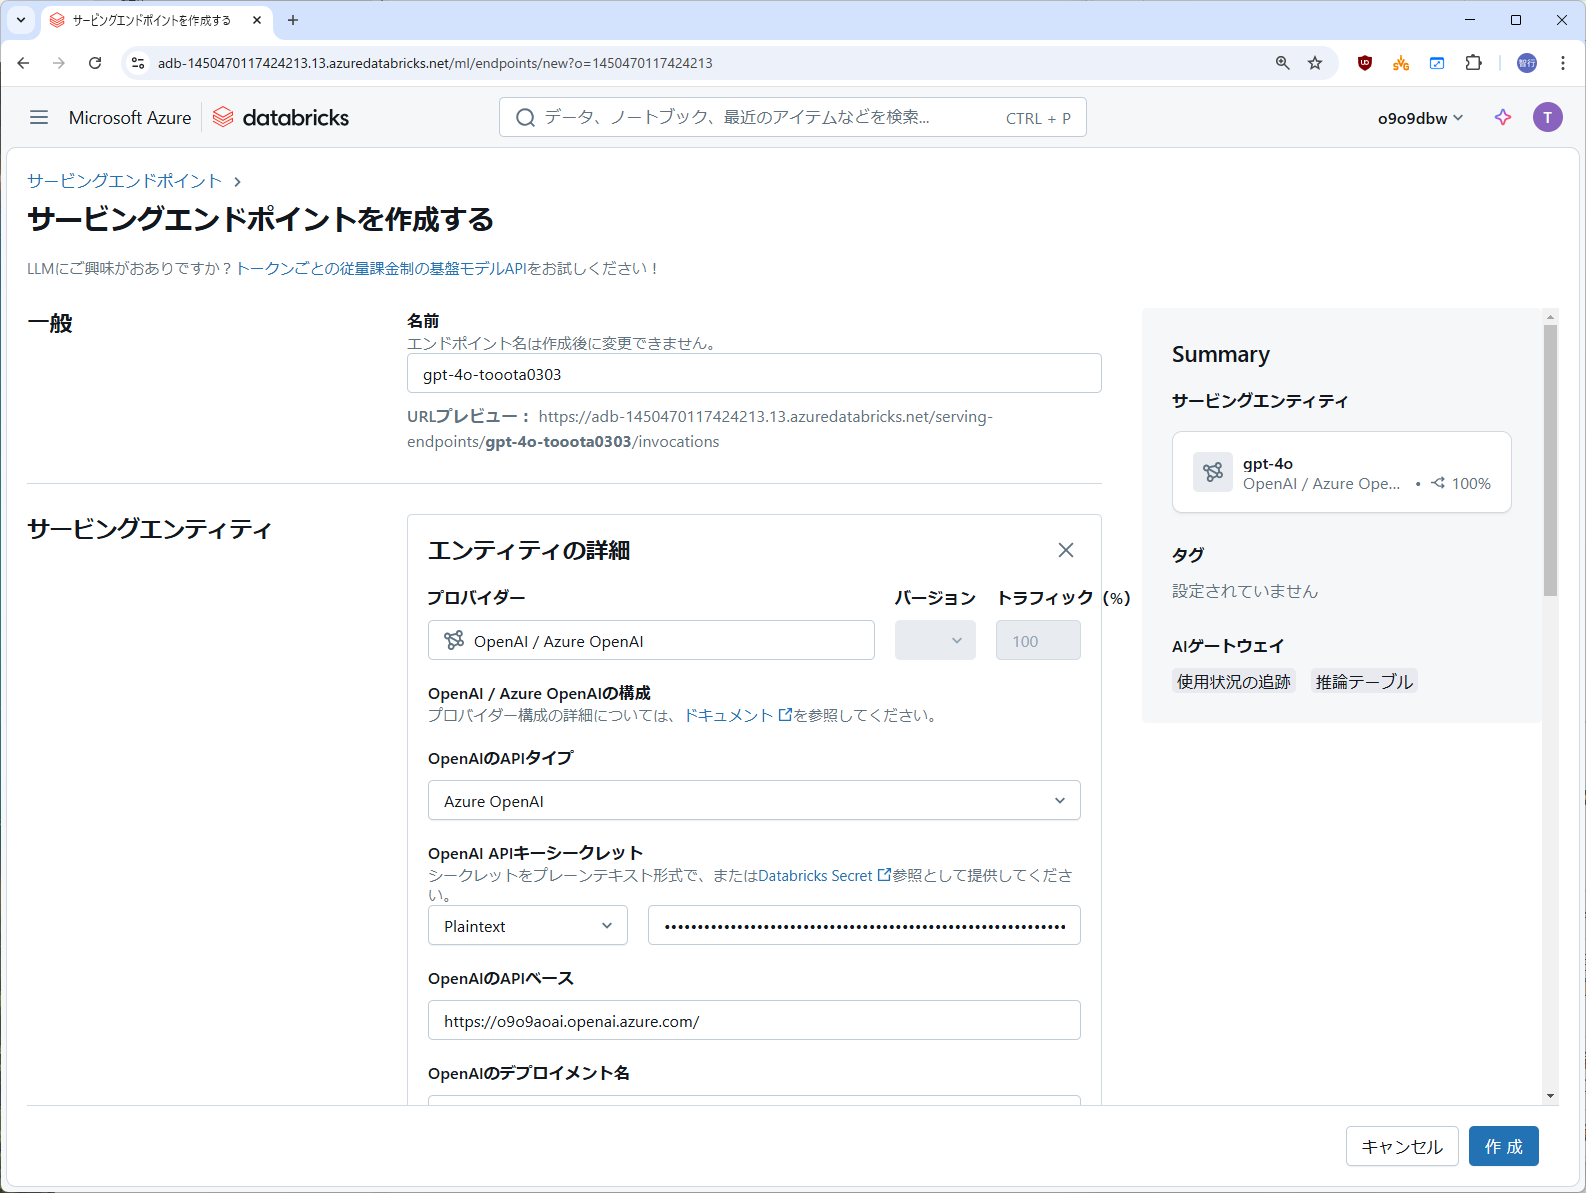 サービングエンドポイントを作成する
adb-1450470117424213.13.azuredatabricks.net/ml/endpoints/new?o=1450470117424213
智行
Microsoft Azure
databricks
データ、ノートブック、最近のアイテムなどを検索...
CTRL + P
o9o9dbw
T
サービングエンドポイント
サービングエンドポイントを作成する
LLMにご興味がおありですか？トークンごとの従量課金制の基盤モデルAPIをお試しください！
一般
名前
エンドポイント名は作成後に変更できません。
gpt-4o-tooota0303
URLプレビュー： https://adb-1450470117424213.13.azuredatabricks.net/serving-
endpoints/gpt-4o-tooota0303/invocations
サービングエンティティ
エンティティの詳細
プロバイダー
バージョン
トラフィック（%）
OpenAI / Azure OpenAI
100
OpenAI / Azure OpenAIの構成
プロバイダー構成の詳細については、ドキュメントを参照してください。
OpenAIのAPIタイプ
Azure OpenAI
OpenAI APIキーシークレット
シークレットをプレーンテキスト形式で、またはDatabricks Secret参照として提供してくださ
い。
Plaintext
OpenAIのAPIベース
https://o9o9aoai.openai.azure.com/
OpenAIのデプロイメント名
Summary
サービングエンティティ
gpt-4o
OpenAI / Azure Ope... • 100%
タグ
設定されていません
AIゲートウェイ
使用状況の追跡
推論テーブル
キャンセル
作 成